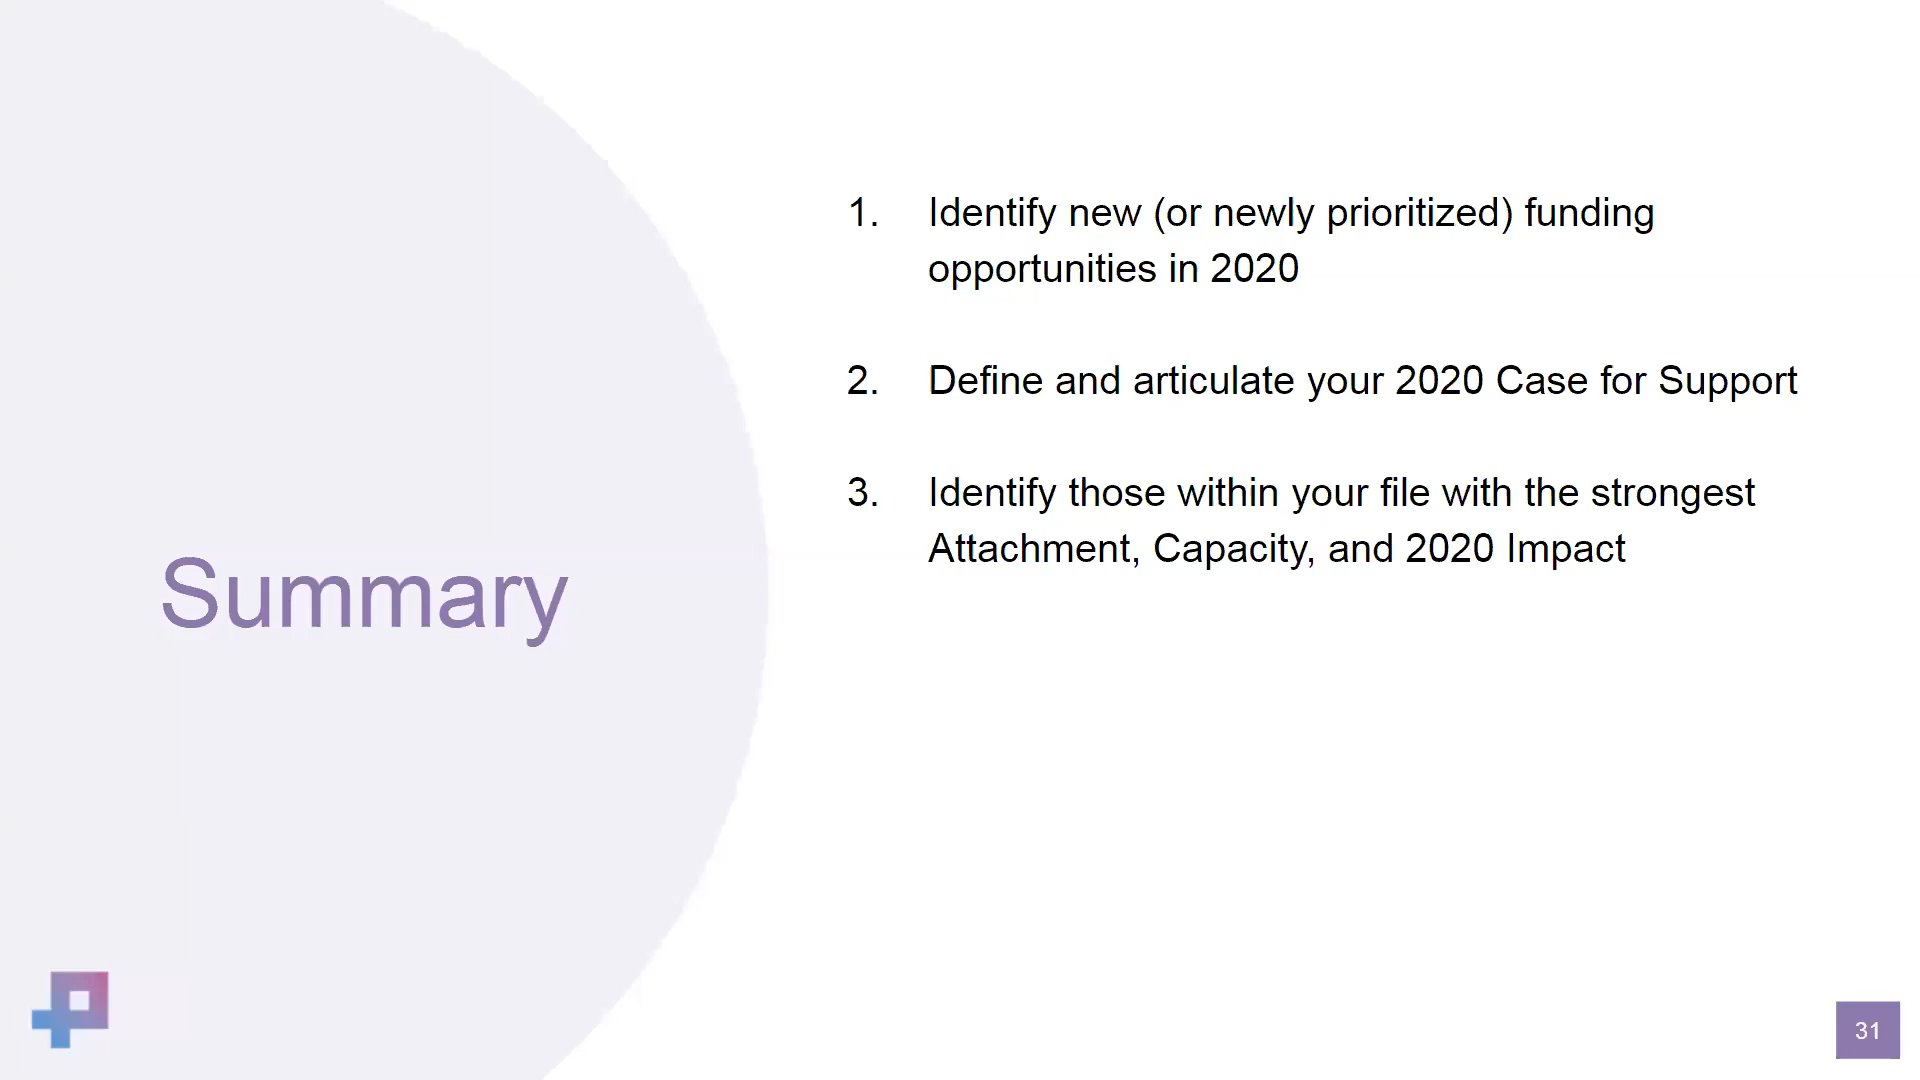 Summary
1. Identify new (or newly prioritized) funding
opportunities in 2020
2. Define and articulate your 2020 Case for Support
3. Identify those within your file with the strongest
Attachment, Capacity, and 2020 Impact
31